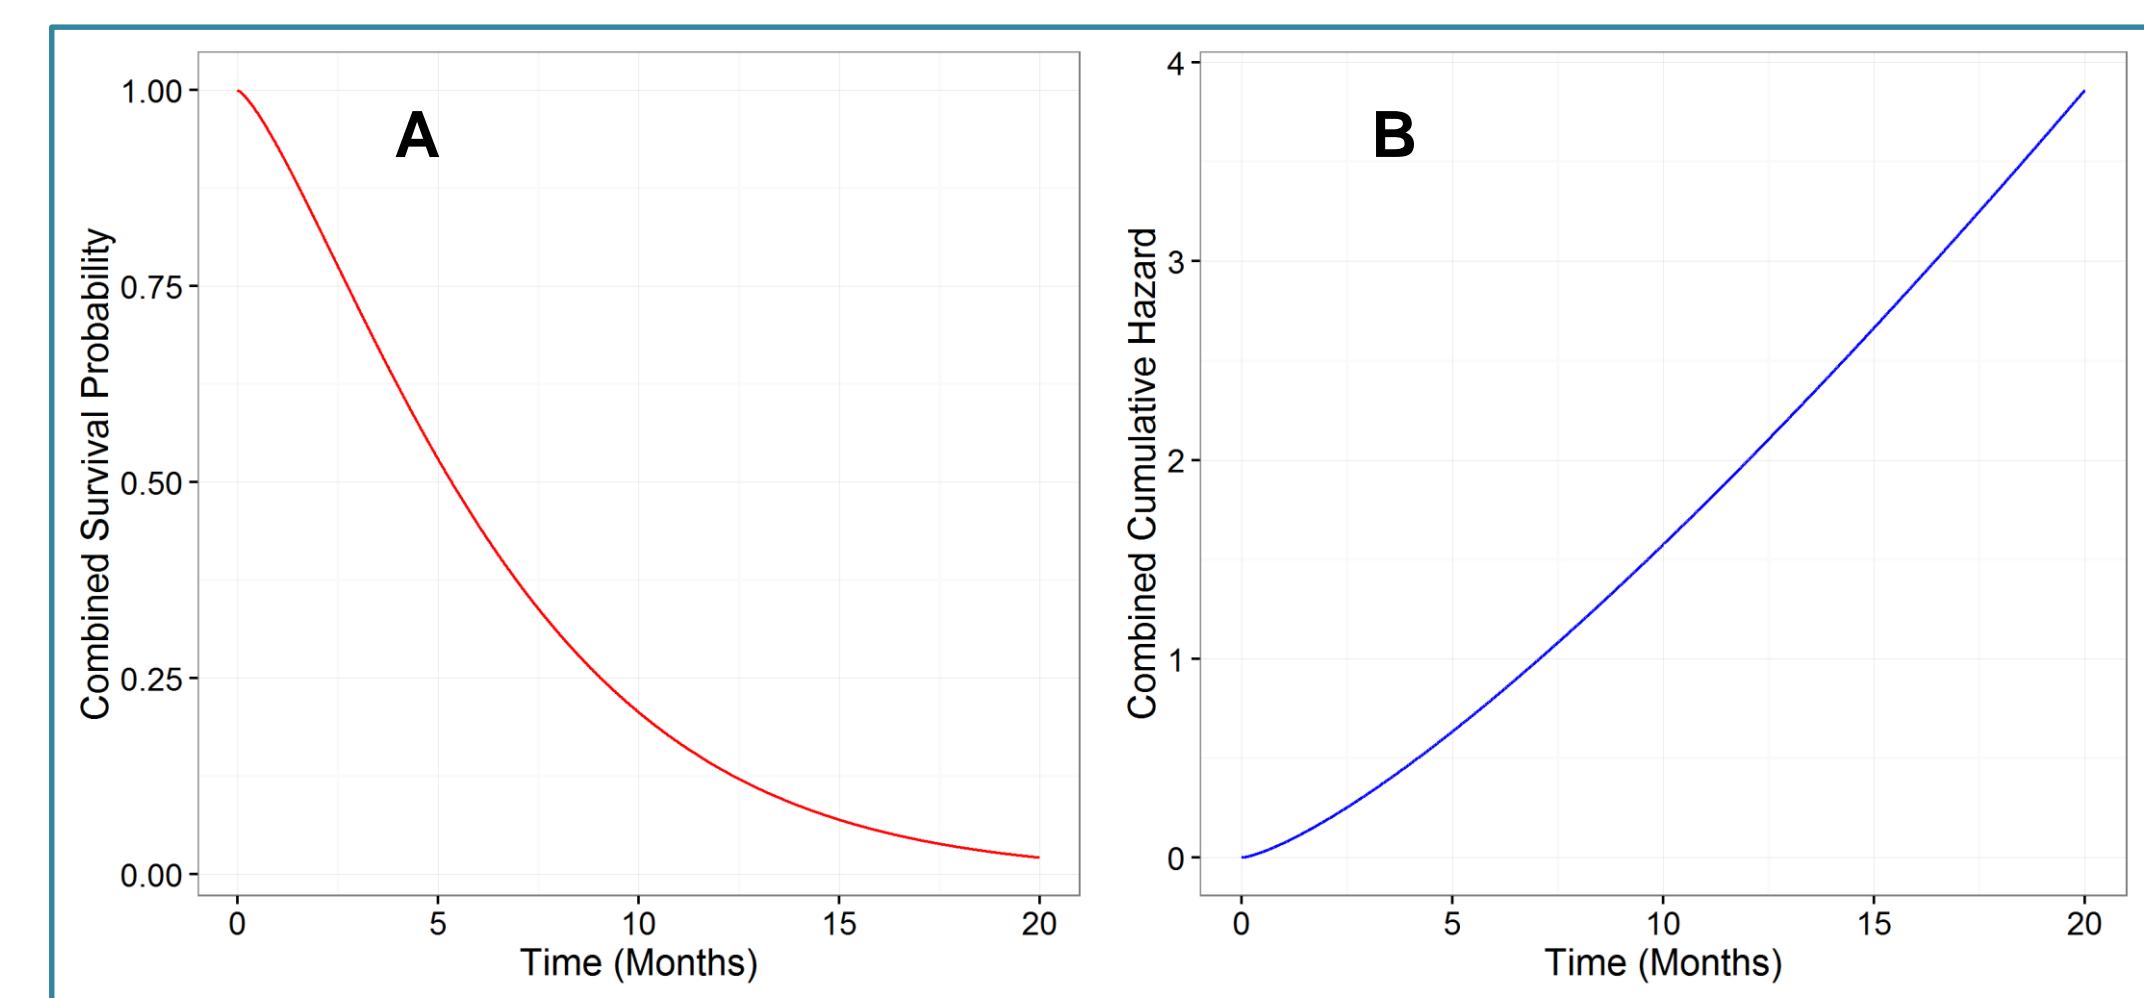 A
Combined Survival Probability
1.00
0.75
0.50
0.25
0.00
0 5 10 15 20
Time (Months)
B
Combined Cumulative Hazard
4
3
2
1
0
0 5 10 15 20
Time (Months)